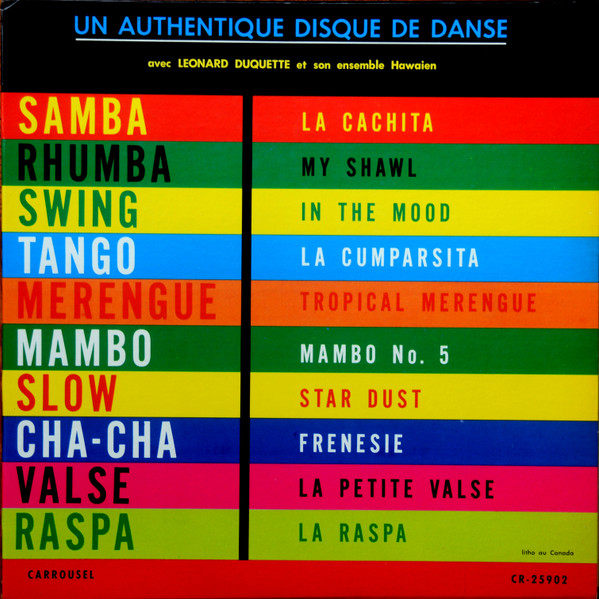 UN AUTHENTIQUE DISQUE DE DANSE
avec LEONARD DUQUETTE et son ensemble Hawaien
SAMBA LA CACHITA
RHUMBA MY SHAWL
SWING IN THE MOOD
TANGO LA CUMPARSITA
MERENGUE TROPICAL MERENGUE
MAMBO MAMBO No. 5
SLOW STAR DUST
CHA-CHA FRENESIE
VALSE LA PETITE VALSE
RASPA LA RASPA
litho au Canada
CARROUSEL CR-25902